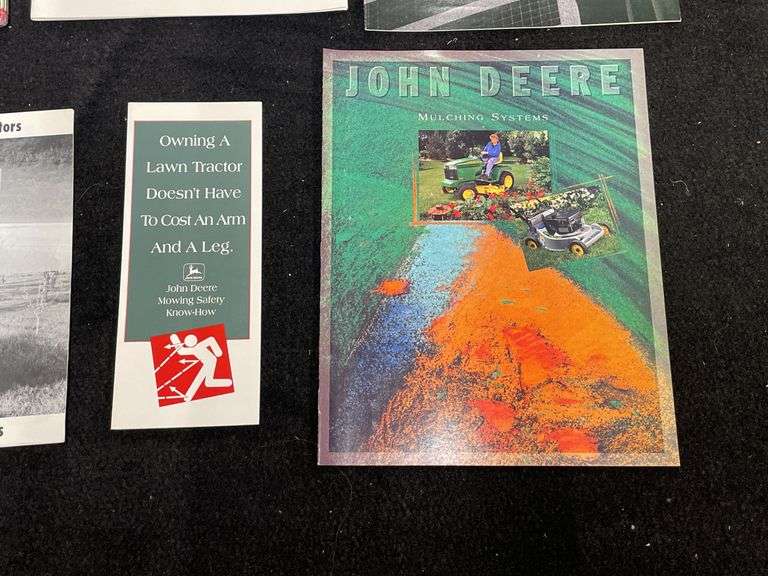 tors
Owning A
Lawn Tractor
Doesn't Have
To Cost An Arm
And A Leg.
John Deere
Mowing Safety
Know-How
JOHN DEERE
Mulching Systems